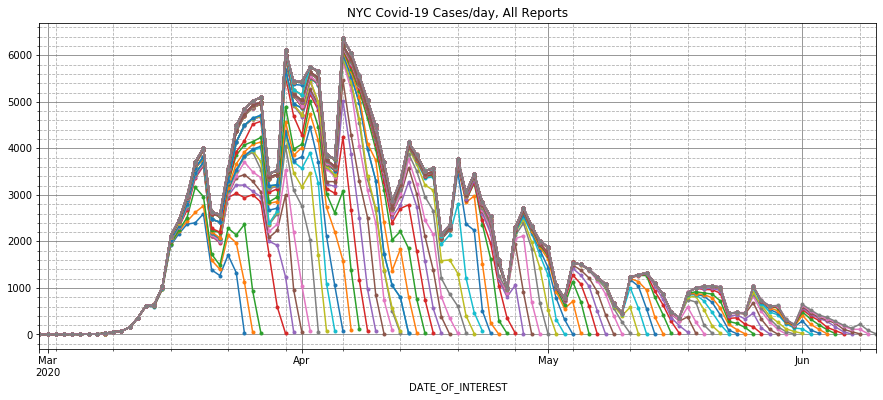 NYC Covid-19 Cases/day, All Reports
6000
5000
4000
3000
2000
1000
0
Mar Apr May Jun
2020
DATE_OF_INTEREST